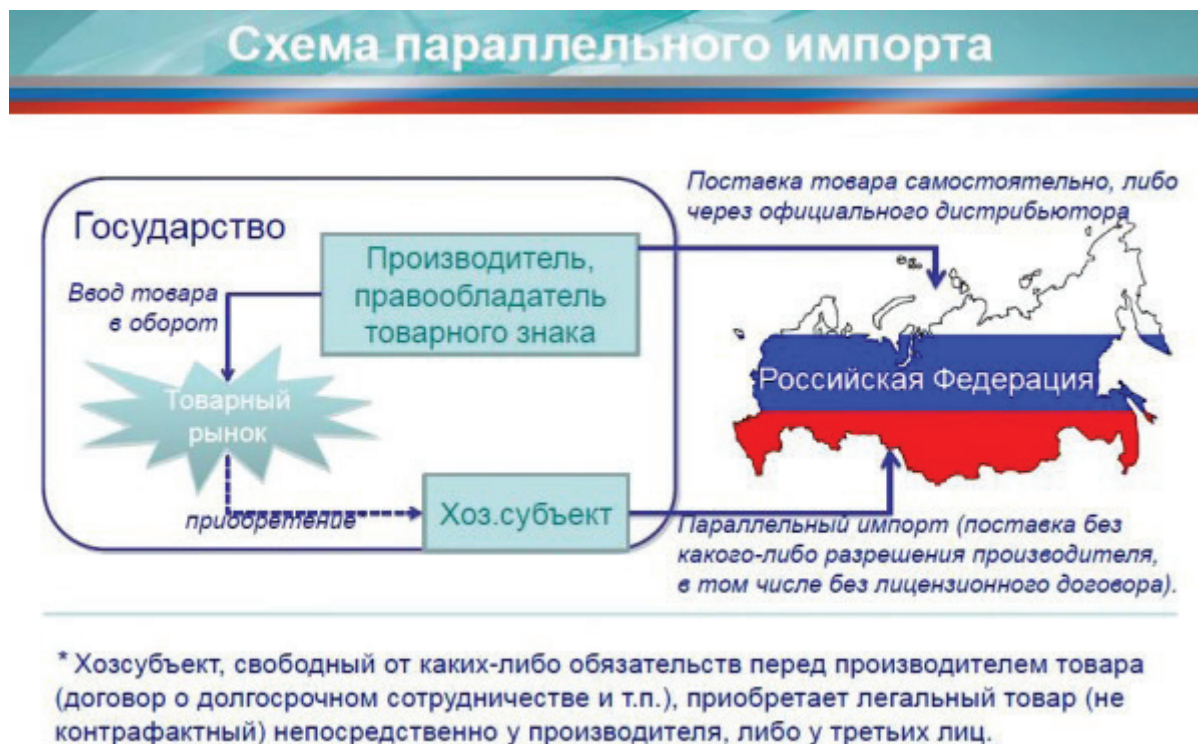 Схема параллельного импорта
Государство
Производитель,
правообладатель
товарного знака
Ввод товара
в оборот
Товарный
рынок
приобретение*
Хоз.субъект
Поставка товара самостоятельно, либо
через официального дистрибьютора
Российская Федерация
Параллельный импорт (поставка без
какого-либо разрешения производителя,
в том числе без лицензионного договора).
* Хозсубъект, свободный от каких-либо обязательств перед производителем товара
(договор о долгосрочном сотрудничестве и т.п.), приобретает легальный товар (не
контрафактный) непосредственно у производителя, либо у третьих лиц.